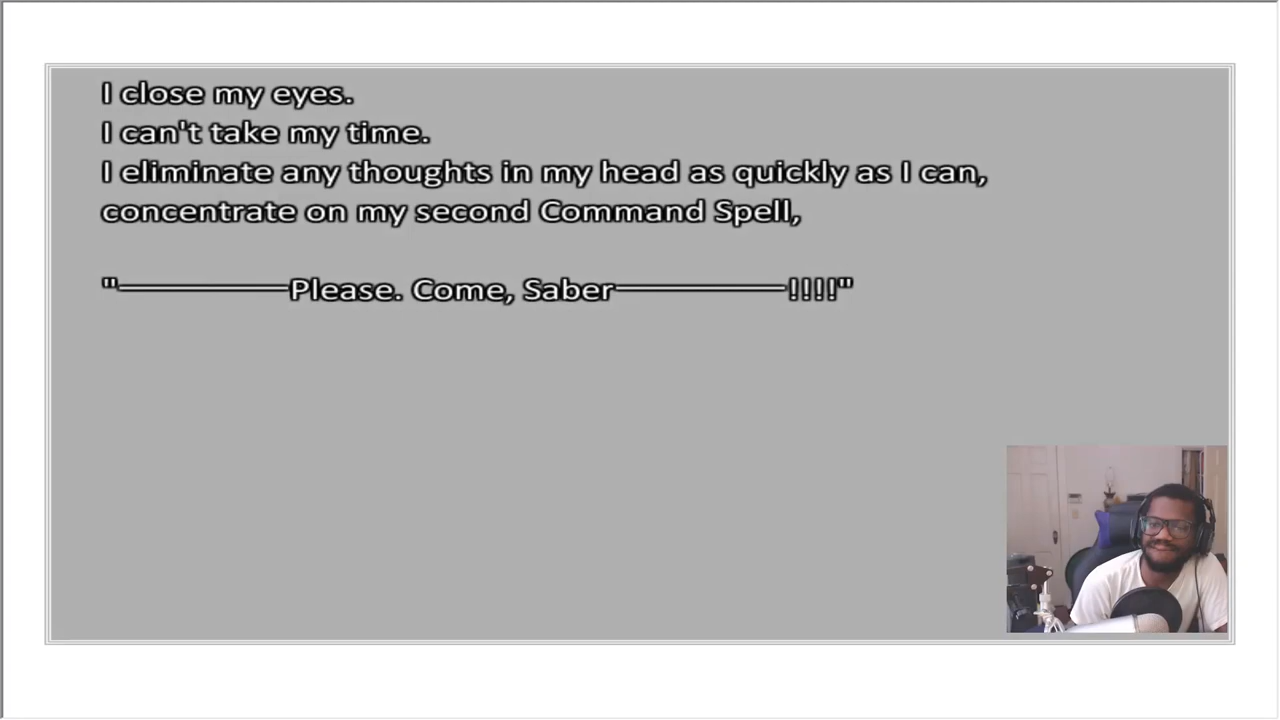 I close my eyes.
I can't take my time.
I eliminate any thoughts in my head as quickly as I can,
concentrate on my second Command Spell,
"―――――Please. Come, Saber―――――!!!!"